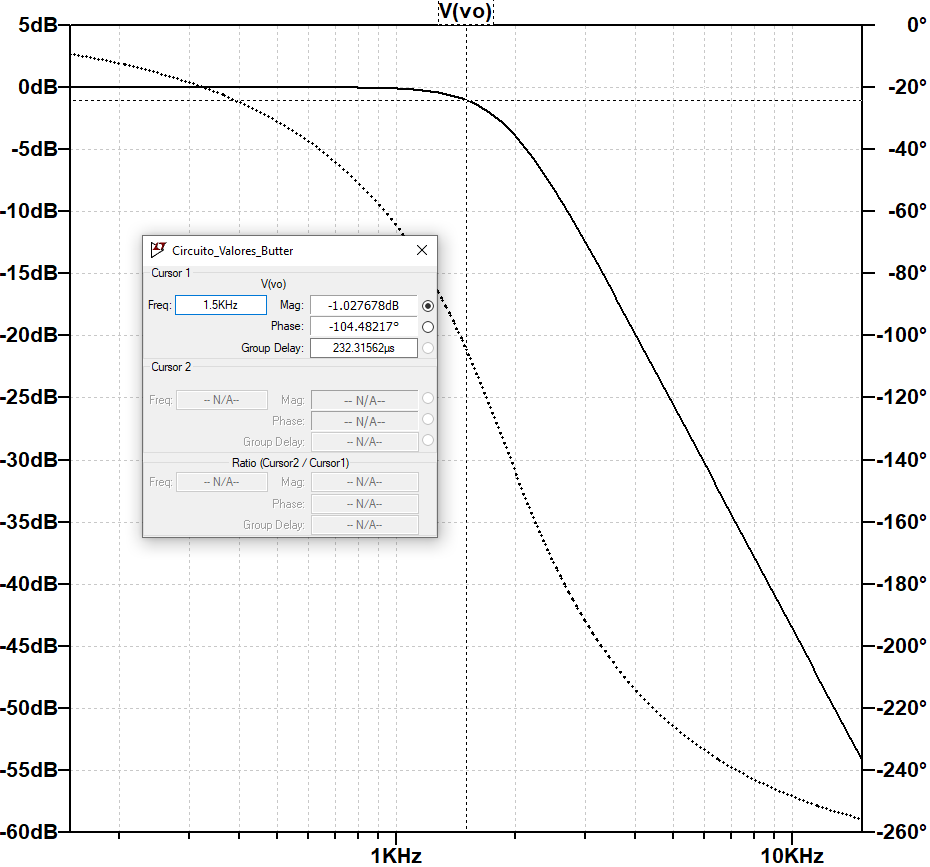 V(vo)
5dB
0°
0dB
-20°
-5dB
-40°
-10dB
-60°
-15dB
-80°
-20dB
-100°
-25dB
-120°
-30dB
-140°
-35dB
-160°
-40dB
-180°
-45dB
-200°
-50dB
-220°
-55dB
-240°
-60dB
-260°
1KHz
10KHz
Circuito_Valores_Butter
Cursor 1
V(vo)
Freq: 1.5KHz Mag: -1.027678dB
Phase: -104.48217°
Group Delay: 232.31562µs
Cursor 2
Freq: -- N/A-- Mag: -- N/A--
Phase: -- N/A--
Group Delay: -- N/A--
Ratio (Cursor2 / Cursor1)
Freq: -- N/A-- Mag: -- N/A--
Phase: -- N/A--
Group Delay: -- N/A--